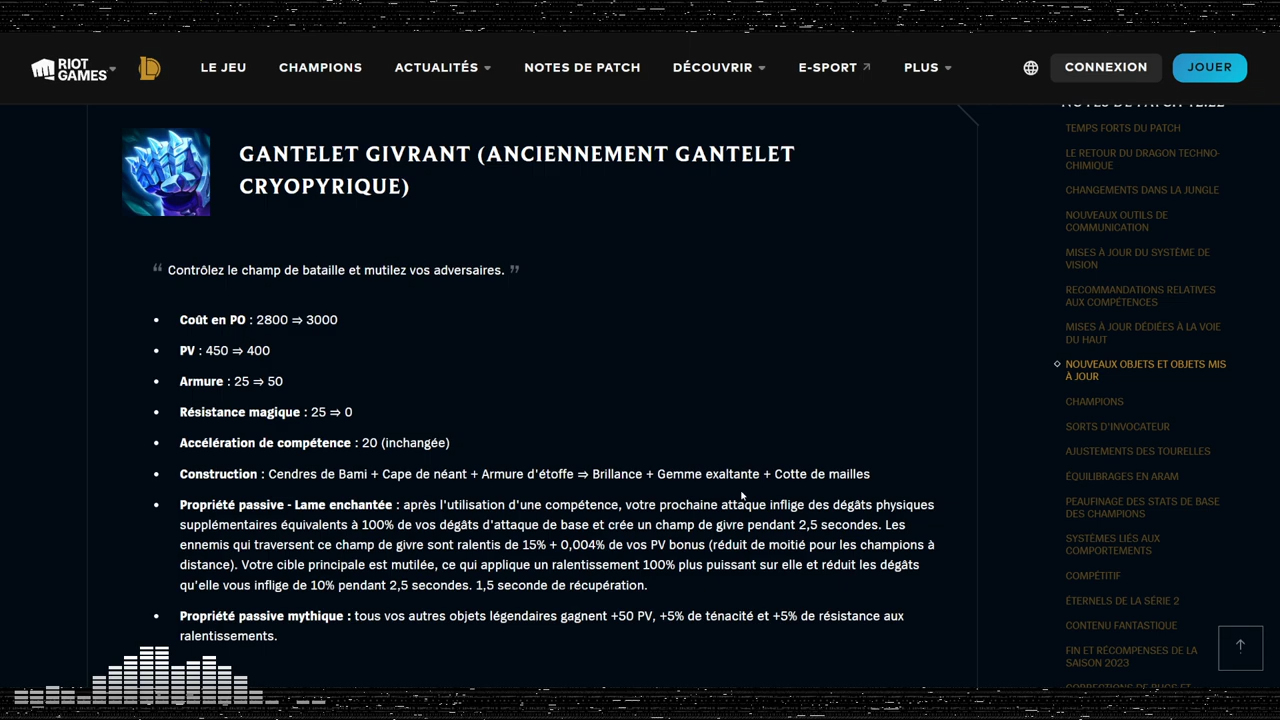 RIOT GAMES
LE JEU
CHAMPIONS
ACTUALITÉS
NOTES DE PATCH
DÉCOUVRIR
E-SPORT
PLUS
CONNEXION
JOUER
GANTELET GIVRANT (ANCIENNEMENT GANTELET
CRYOPYRIQUE)
“ Contrôlez le champ de bataille et mutilez vos adversaires. ”
• Coût en PO : 2800 ⇒ 3000
• PV : 450 ⇒ 400
• Armure : 25 ⇒ 50
• Résistance magique : 25 ⇒ 0
• Accélération de compétence : 20 (inchangée)
• Construction : Cendres de Bami + Cape de néant + Armure d'étoffe ⇒ Brillance + Gemme exaltante + Cotte de mailles
• Propriété passive - Lame enchantée : après l'utilisation d'une compétence, votre prochaine attaque inflige des dégâts physiques
supplémentaires équivalents à 100% de vos dégâts d'attaque de base et crée un champ de givre pendant 2,5 secondes. Les
ennemis qui traversent ce champ de givre sont ralentis de 15% + 0,004% de vos PV bonus (réduit de moitié pour les champions à
distance). Votre cible principale est mutilée, ce qui applique un ralentissement 100% plus puissant sur elle et réduit les dégâts
qu'elle vous inflige de 10% pendant 2,5 secondes. 1,5 seconde de récupération.
• Propriété passive mythique : tous vos autres objets légendaires gagnent +50 PV, +5% de ténacité et +5% de résistance aux
ralentissements.
NOTES DE PATCH 12.22
TEMPS FORTS DU PATCH
LE RETOUR DU DRAGON TECHNO-
CHIMIQUE
CHANGEMENTS DANS LA JUNGLE
NOUVEAUX OUTILS DE
COMMUNICATION
MISES À JOUR DU SYSTÈME DE
VISION
RECOMMANDATIONS RELATIVES
AUX COMPÉTENCES
MISES À JOUR DÉDIÉES À LA VOIE
DU HAUT
NOUVEAUX OBJETS ET OBJETS MIS
À JOUR
CHAMPIONS
SORTS D'INVOCATEUR
AJUSTEMENTS DES TOURELLES
ÉQUILIBRAGES EN ARAM
PEAUFINAGE DES STATS DE BASE
DES CHAMPIONS
SYSTÈMES LIÉS AUX
COMPORTEMENTS
COMPÉTITIF
ÉTERNELS DE LA SÉRIE 2
CONTENU FANTASTIQUE
FIN ET RÉCOMPENSES DE LA
SAISON 2023
CORRECTIONS DE BUGS ET